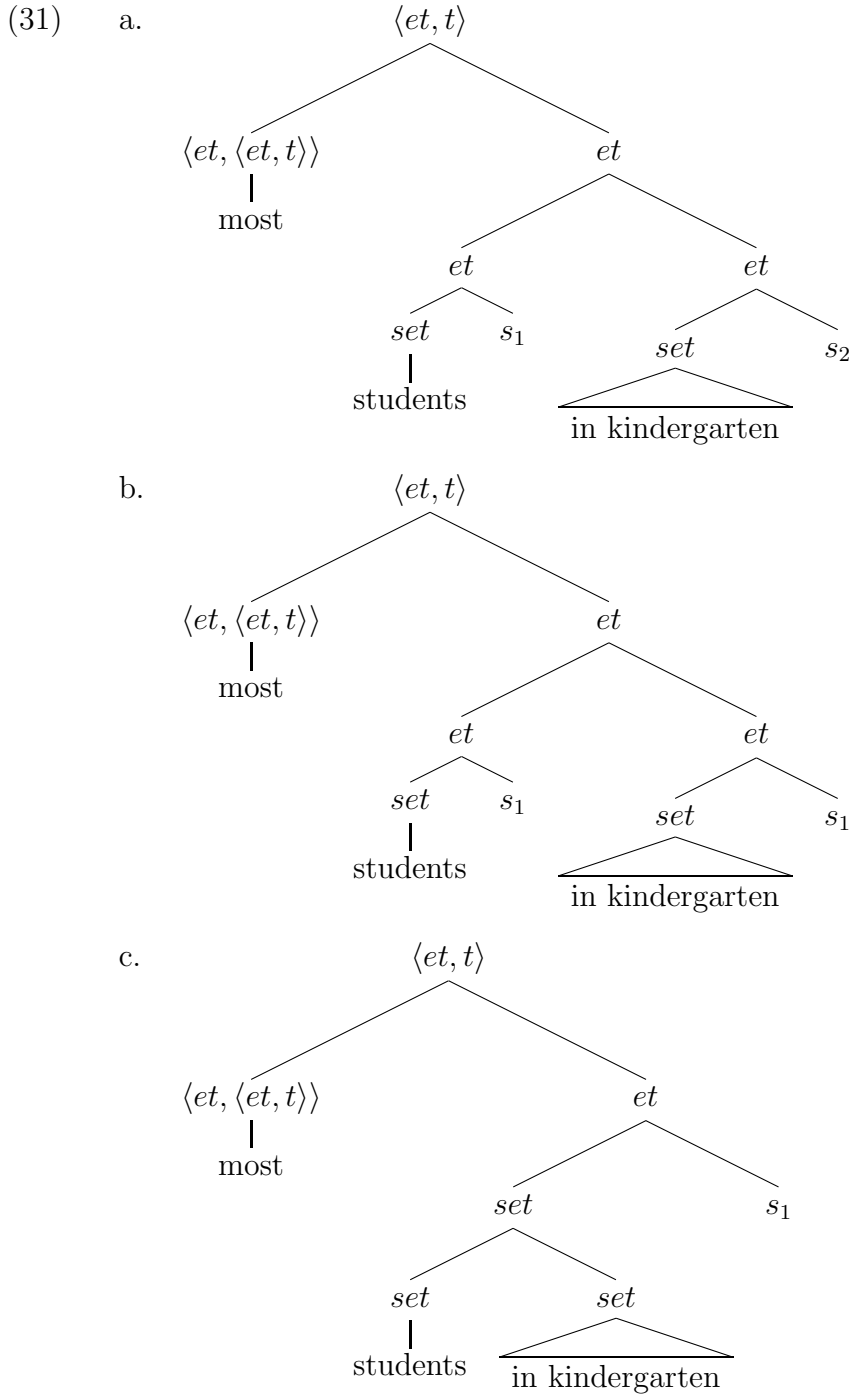 (31) a. ⟨et, t⟩
⟨et, ⟨et, t⟩⟩ et
most
et et
set s₁ set s₂
students in kindergarten
b. ⟨et, t⟩
⟨et, ⟨et, t⟩⟩ et
most
et et
set s₁ set s₁
students in kindergarten
c. ⟨et, t⟩
⟨et, ⟨et, t⟩⟩ et
most
set s₁
set set
students in kindergarten